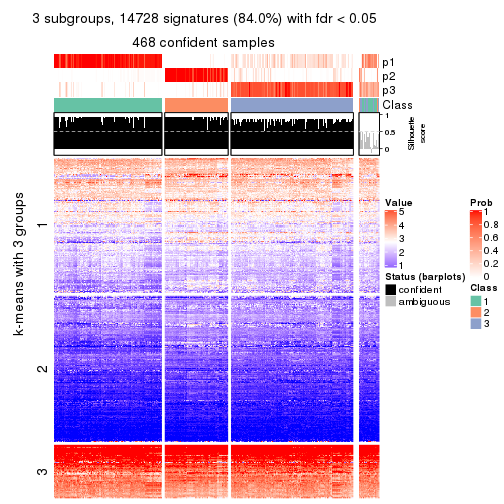 3 subgroups, 14728 signatures (84.0%) with fdr < 0.05
468 confident samples
p1
p2
p3
Class
1
0.5
0
Silhouette
score
k-means with 3 groups
1
2
3
Value
5
4
3
2
1
Status (barplots)
confident
ambiguous
Prob
1
0.8
0.6
0.4
0.2
0
Class
1
2
3